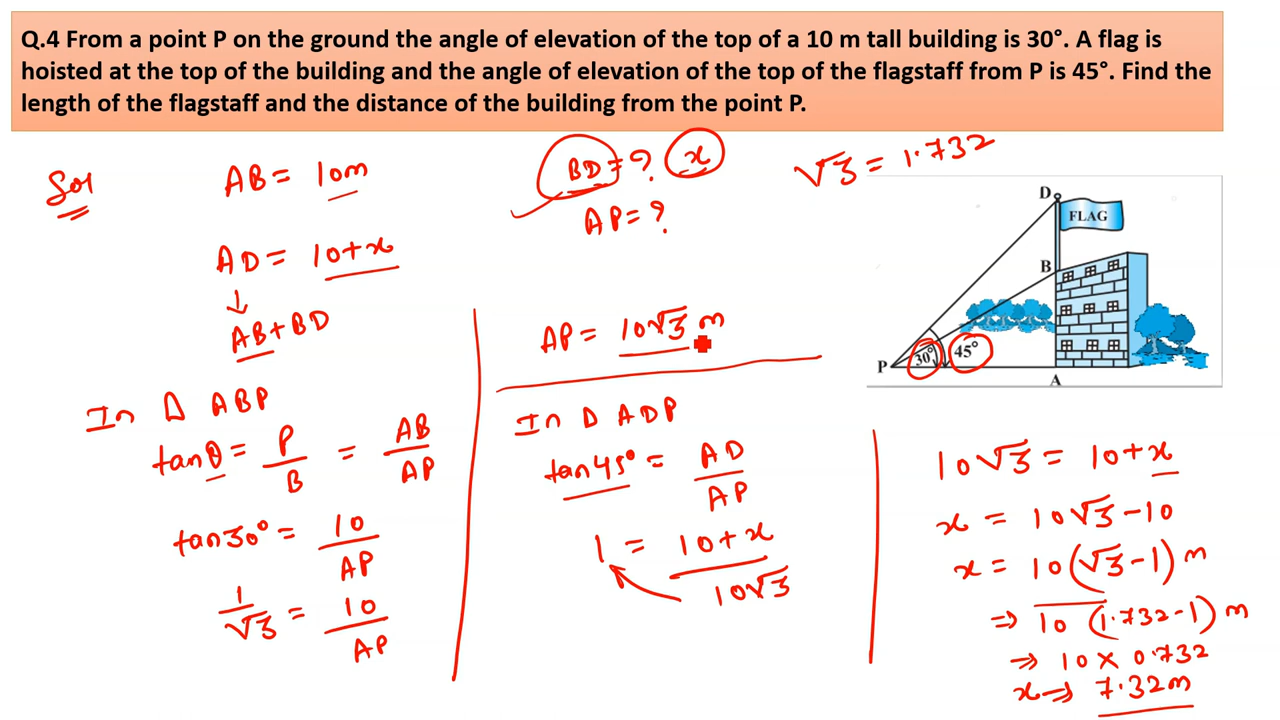 Q.4 From a point P on the ground the angle of elevation of the top of a 10 m tall building is 30°. A flag is
hoisted at the top of the building and the angle of elevation of the top of the flagstaff from P is 45°. Find the
length of the flagstaff and the distance of the building from the point P.
Sol
AB = 10m
AD = 10+x
↓
AB+BD
BD = ? x
AP = ?
√3 = 1.732
D
FLAG
B
P
30°
45°
A
In Δ ABP
tanθ = P/B = AB/AP
tan30° = 10/AP
1/√3 = 10/AP
AP = 10√3 m
In Δ ADP
tan45° = AD/AP
1 = 10+x/10√3
10√3 = 10+x
x = 10√3-10
x = 10(√3-1) m
⇒ 10 (1.732-1) m
⇒ 10 × 0.732
x ⇒ 7.32m